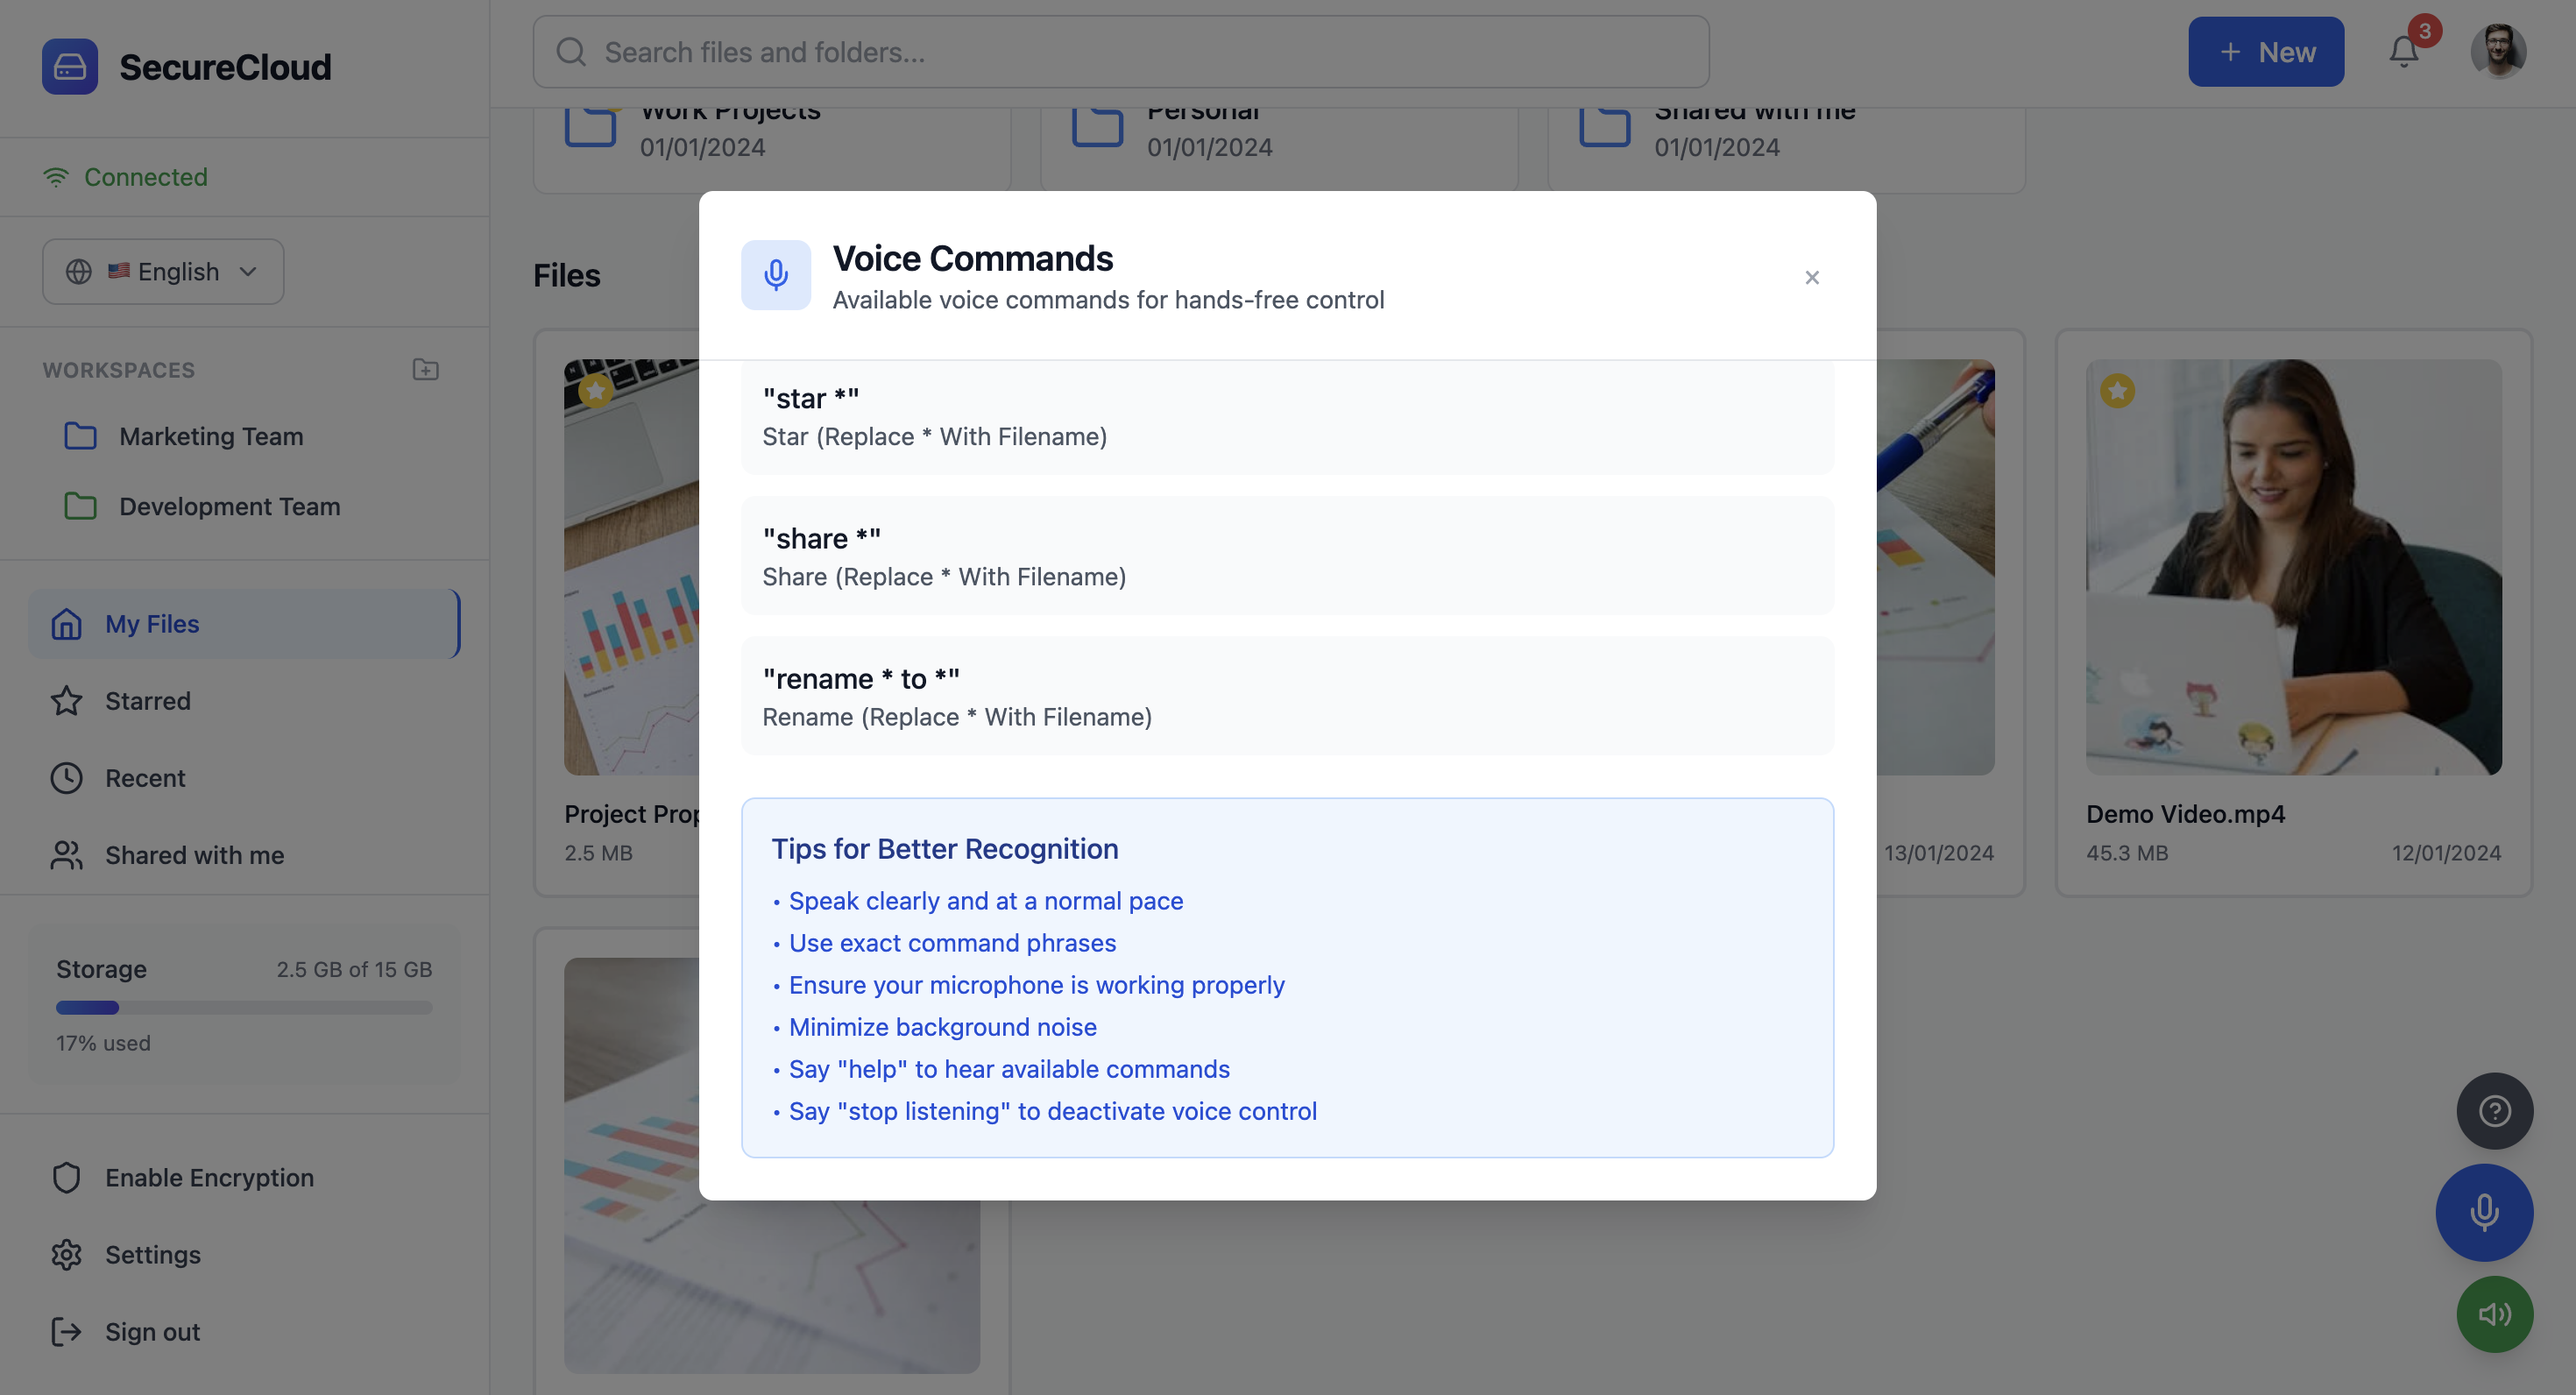 SecureCloud
Connected
English
WORKSPACES
Marketing Team
Development Team
My Files
Starred
Recent
Shared with me
Storage
2.5 GB of 15 GB
17% used
Enable Encryption
Settings
Sign out
Search files and folders...
+ New
3
Work Projects
01/01/2024
Personal
01/01/2024
Shared with me
01/01/2024
Files
Project Prop
2.5 MB
13/01/2024
Demo Video.mp4
45.3 MB
12/01/2024
Voice Commands
Available voice commands for hands-free control
×
"star *"
Star (Replace * With Filename)
"share *"
Share (Replace * With Filename)
"rename * to *"
Rename (Replace * With Filename)
Tips for Better Recognition
• Speak clearly and at a normal pace
• Use exact command phrases
• Ensure your microphone is working properly
• Minimize background noise
• Say "help" to hear available commands
• Say "stop listening" to deactivate voice control